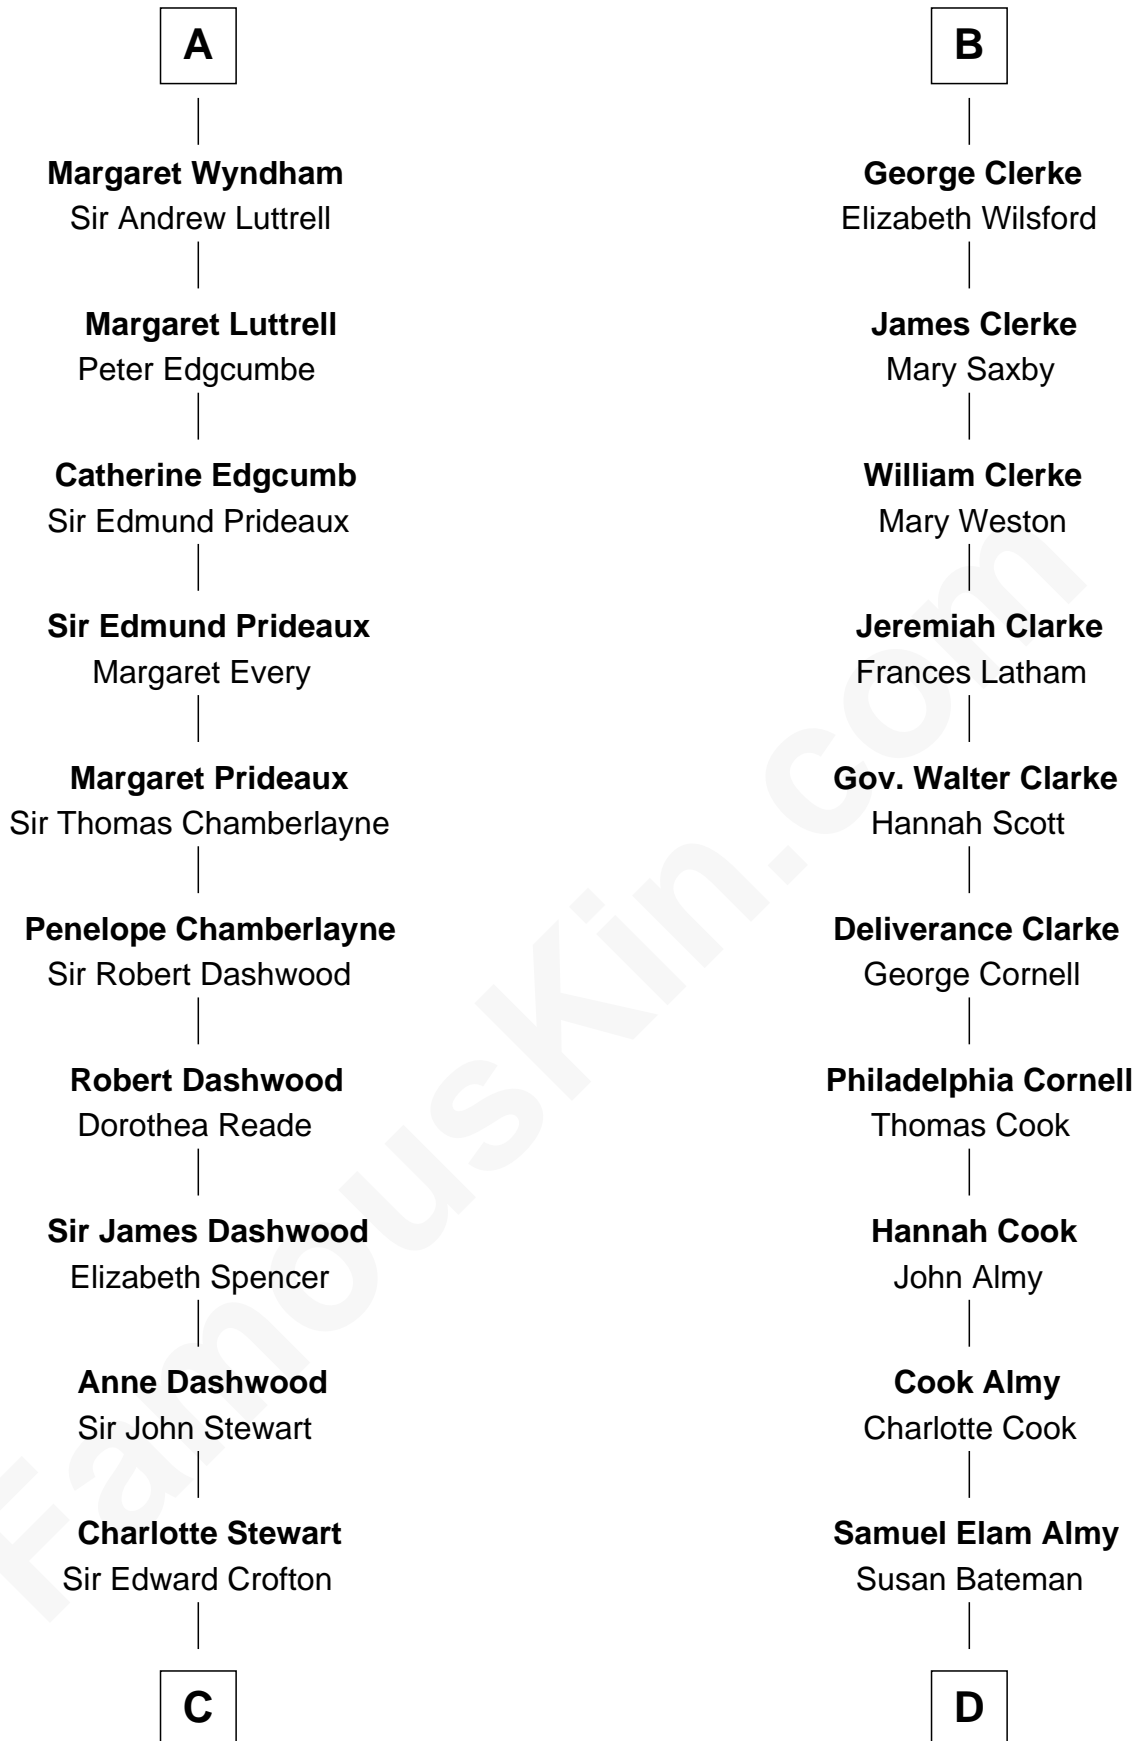 A
Margaret Wyndham
Sir Andrew Luttrell
Margaret Luttrell
Peter Edgcumbe
Catherine Edgcumb
Sir Edmund Prideaux
Sir Edmund Prideaux
Margaret Every
Margaret Prideaux
Sir Thomas Chamberlayne
Penelope Chamberlayne
Sir Robert Dashwood
Robert Dashwood
Dorothea Reade
Sir James Dashwood
Elizabeth Spencer
Anne Dashwood
Sir John Stewart
Charlotte Stewart
Sir Edward Crofton
C
B
George Clerke
Elizabeth Wilsford
James Clerke
Mary Saxby
William Clerke
Mary Weston
Jeremiah Clarke
Frances Latham
Gov. Walter Clarke
Hannah Scott
Deliverance Clarke
George Cornell
Philadelphia Cornell
Thomas Cook
Hannah Cook
John Almy
Cook Almy
Charlotte Cook
Samuel Elam Almy
Susan Bateman
D
FamousKin.com